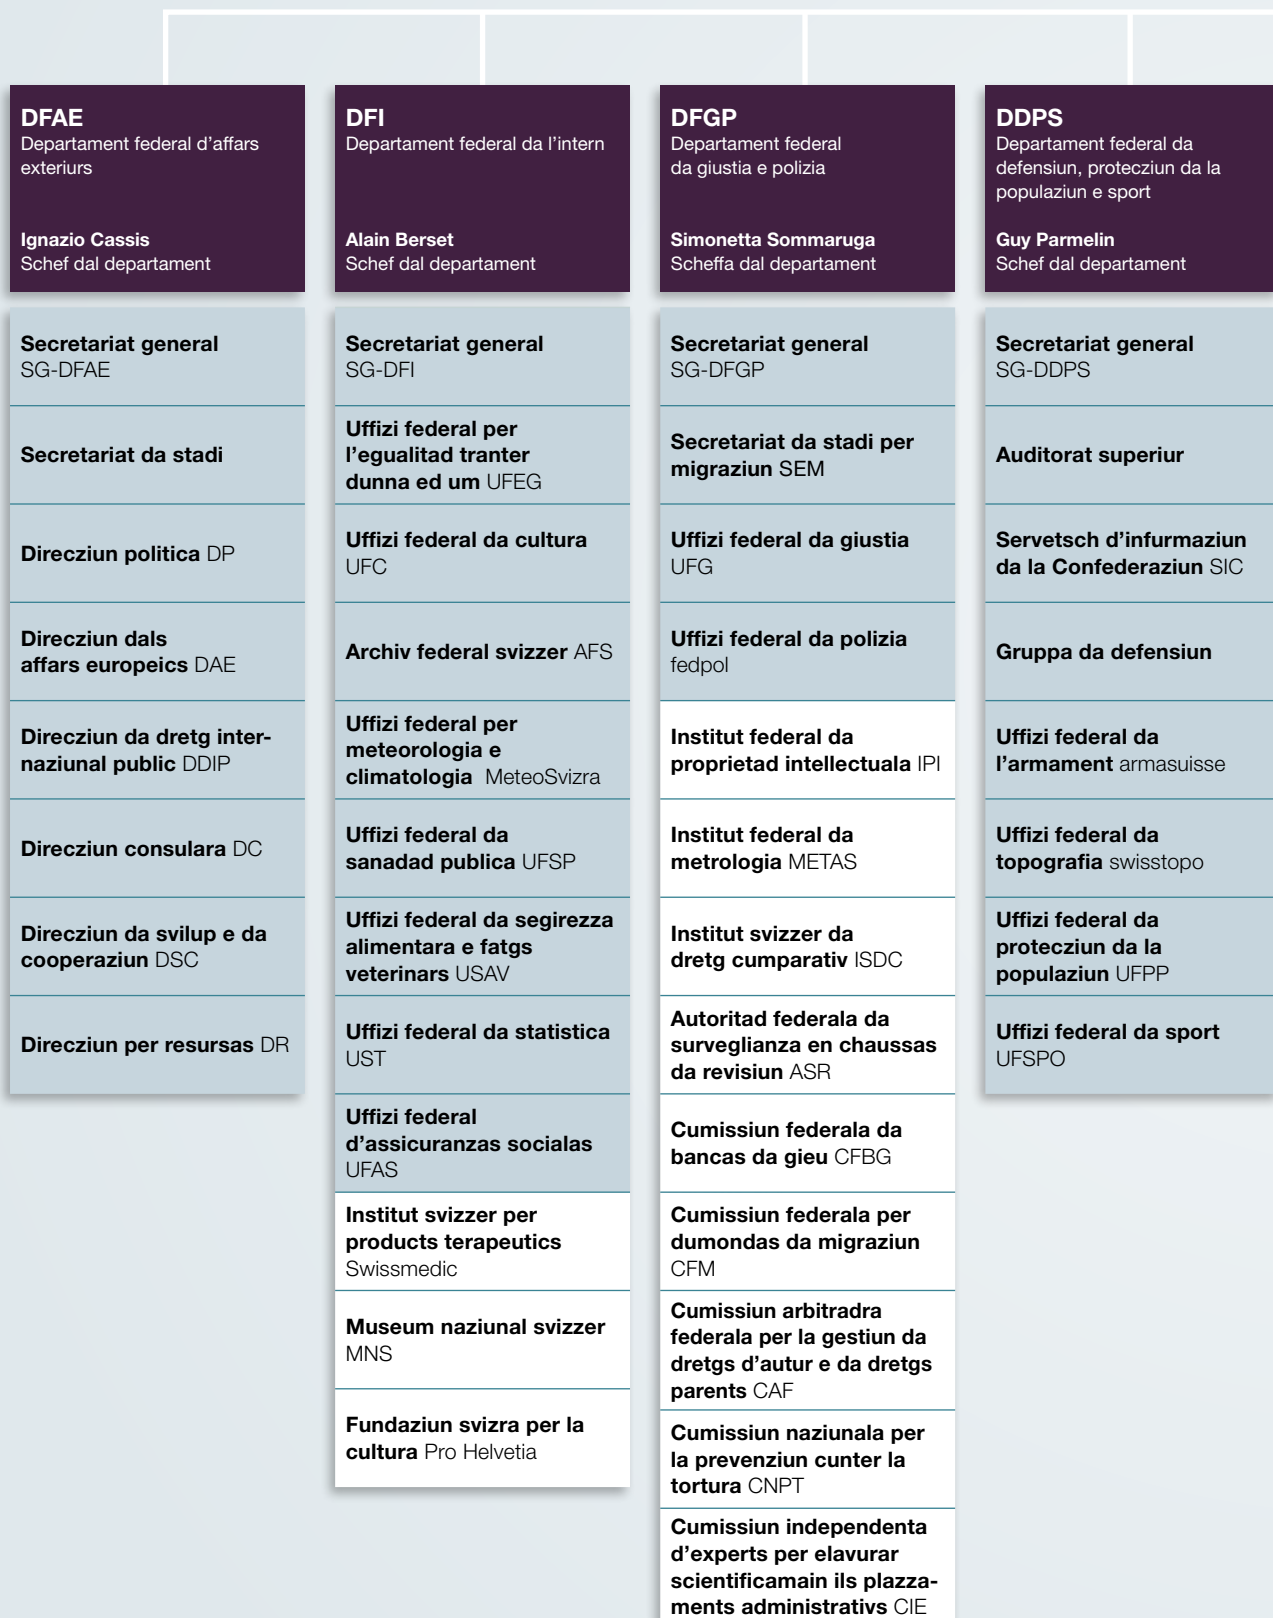 DFAE
Departament federal d’affars
exteriurs
Ignazio Cassis
Schef dal departament
Secretariat general
SG-DFAE
Secretariat da stadi
Direcziun politica DP
Direcziun dals
affars europeics DAE
Direcziun da dretg inter-
naziunal public DDIP
Direcziun consulara DC
Direcziun da svilup e da
cooperaziun DSC
Direcziun per resursas DR
DFI
Departament federal da l’intern
Alain Berset
Schef dal departament
Secretariat general
SG-DFI
Uffizi federal per
l’egualitad tranter
dunna ed um UFEG
Uffizi federal da cultura
UFC
Archiv federal svizzer AFS
Uffizi federal per
meteorologia e
climatologia MeteoSvizra
Uffizi federal da
sanadad publica UFSP
Uffizi federal da segirezza
alimentara e fatgs
veterinars USAV
Uffizi federal da statistica
UST
Uffizi federal
d’assicuranzas socialas
UFAS
Institut svizzer per
products terapeutics
Swissmedic
Museum naziunal svizzer
MNS
Fundaziun svizra per la
cultura Pro Helvetia
DFGP
Departament federal
da giustia e polizia
Simonetta Sommaruga
Scheffa dal departament
Secretariat general
SG-DFGP
Secretariat da stadi per
migraziun SEM
Uffizi federal da giustia
UFG
Uffizi federal da polizia
fedpol
Institut federal da
proprietad intellectuala IPI
Institut federal da
metrologia METAS
Institut svizzer da
dretg cumparativ ISDC
Autoritad federala da
surveglianza en chaussas
da revisiun ASR
Cumissiun federala da
bancas da gieu CFBG
Cumissiun federala per
dumondas da migraziun
CFM
Cumissiun arbitradra
federala per la gestiun da
dretgs d’autur e da dretgs
parents CAF
Cumissiun naziunala per
la prevenziun cunter la
tortura CNPT
Cumissiun independenta
d’experts per elavurar
scientificamain ils plazza-
ments administrativs CIE
DDPS
Departament federal da
defensiun, protecziun da la
populaziun e sport
Guy Parmelin
Schef dal departament
Secretariat general
SG-DDPS
Auditorat superiur
Servetsch d’infurmaziun
da la Confederaziun SIC
Gruppa da defensiun
Uffizi federal da
l’armament armasuisse
Uffizi federal da
topografia swisstopo
Uffizi federal da
protecziun da la
populaziun UFPP
Uffizi federal da sport
UFSPO